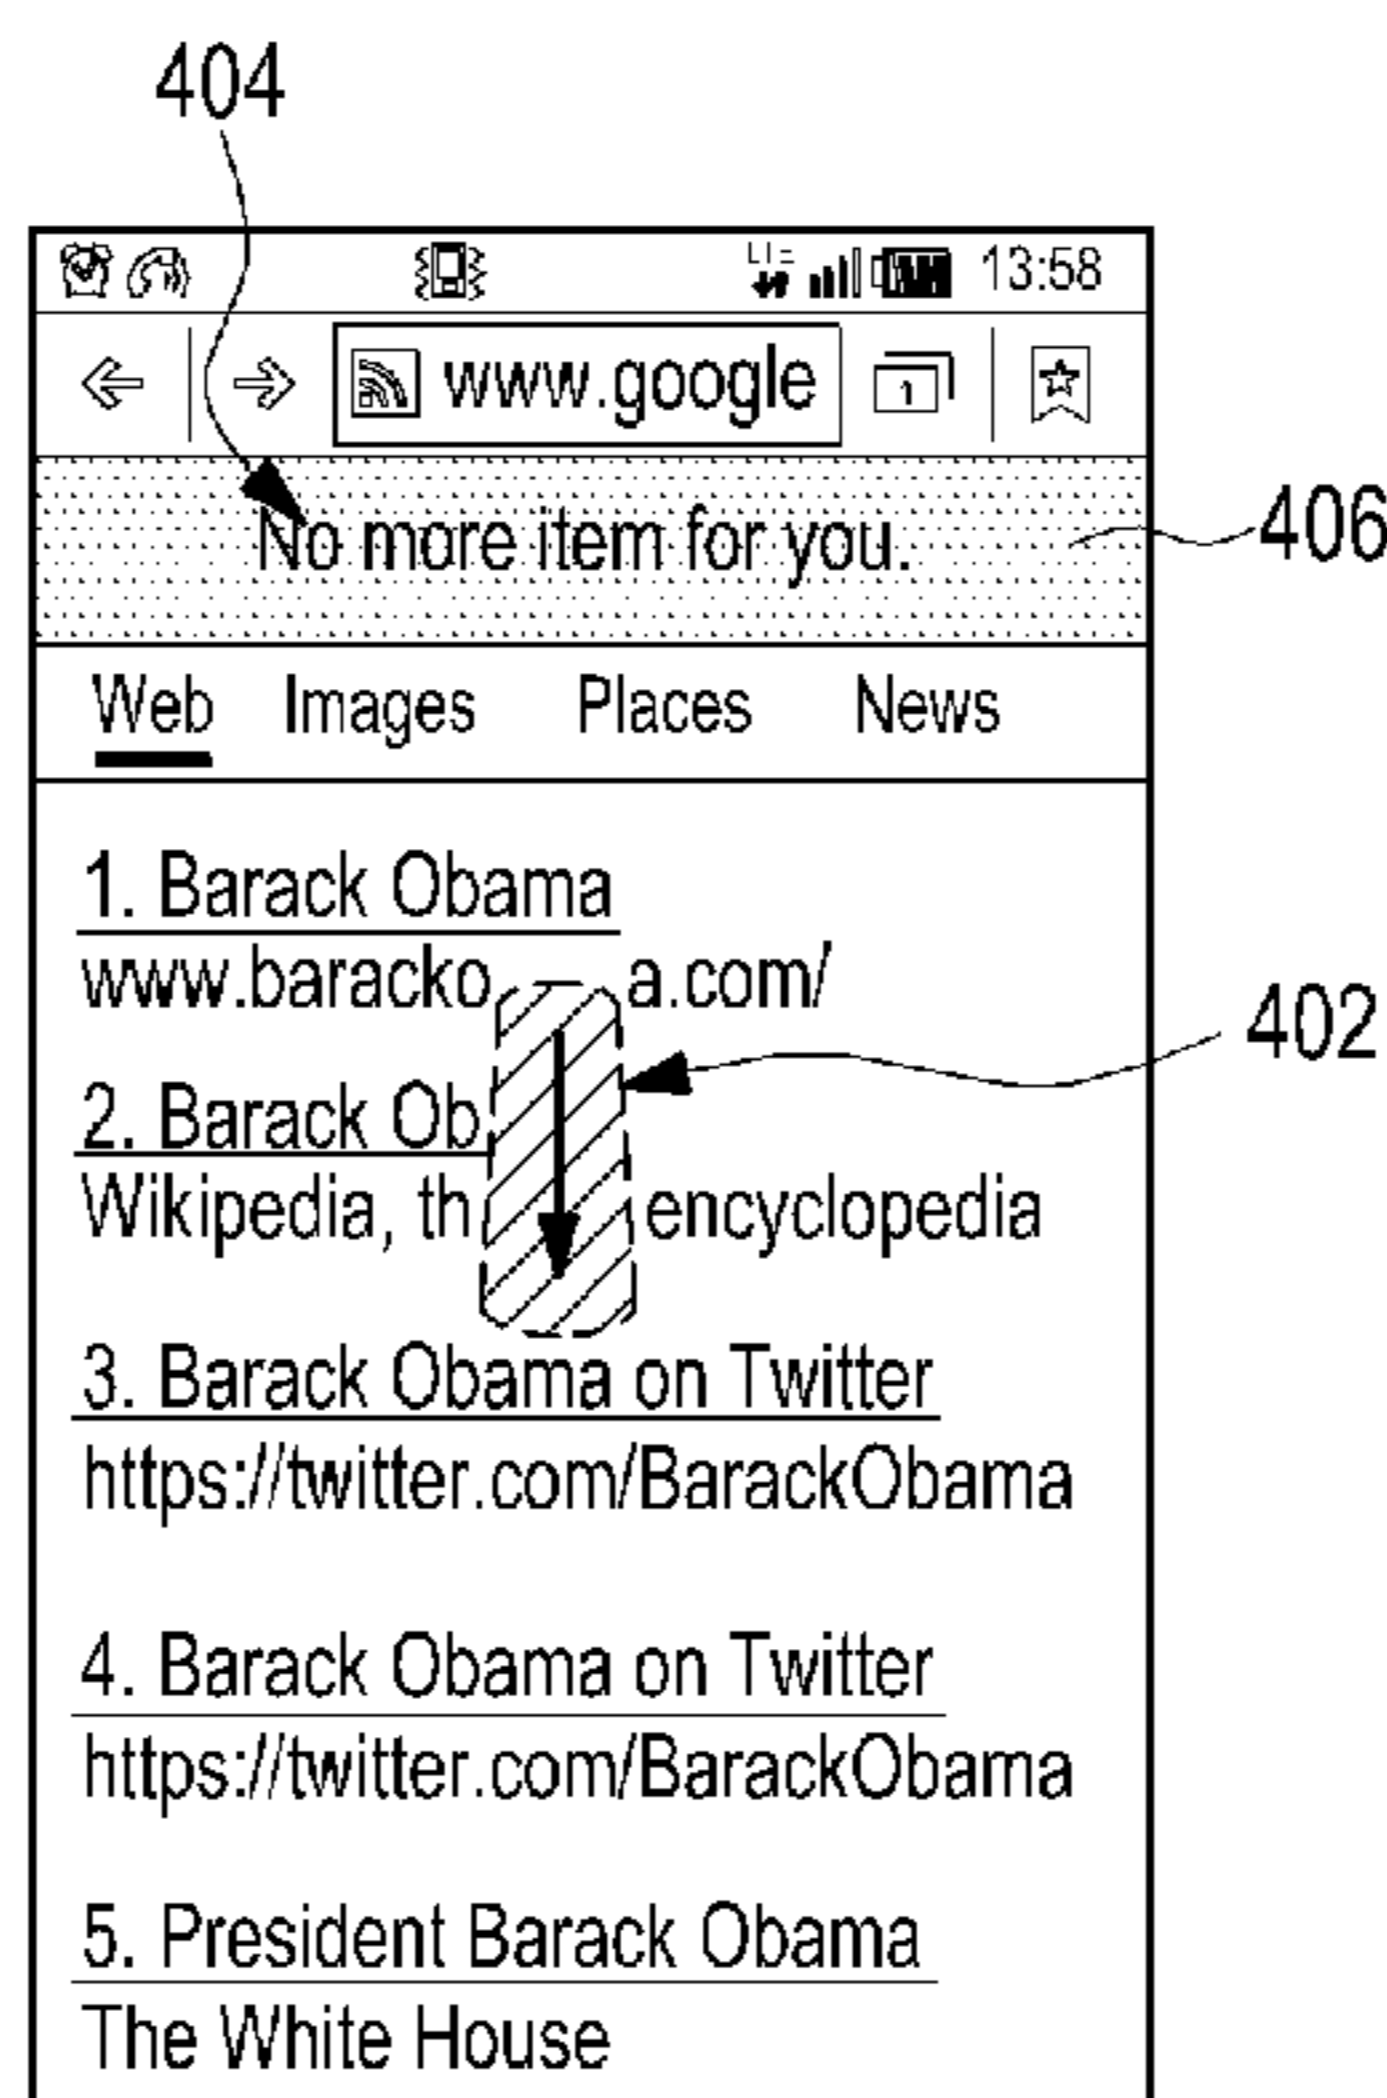 404
LTE 13:58
www.google 1
No more item for you.
406
Web Images Places News
1. Barack Obama
www.baracko a.com/
402
2. Barack Ob
Wikipedia, th encyclopedia
3. Barack Obama on Twitter
https://twitter.com/BarackObama
4. Barack Obama on Twitter
https://twitter.com/BarackObama
5. President Barack Obama
The White House